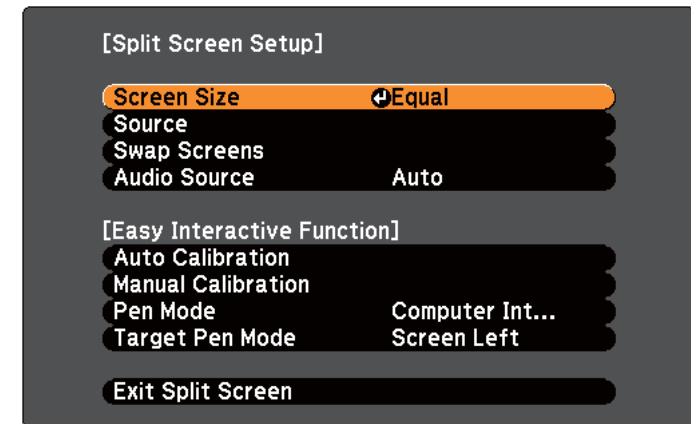 [Split Screen Setup]
Screen Size Equal
Source
Swap Screens
Audio Source Auto
[Easy Interactive Function]
Auto Calibration
Manual Calibration
Pen Mode Computer Int...
Target Pen Mode Screen Left
Exit Split Screen